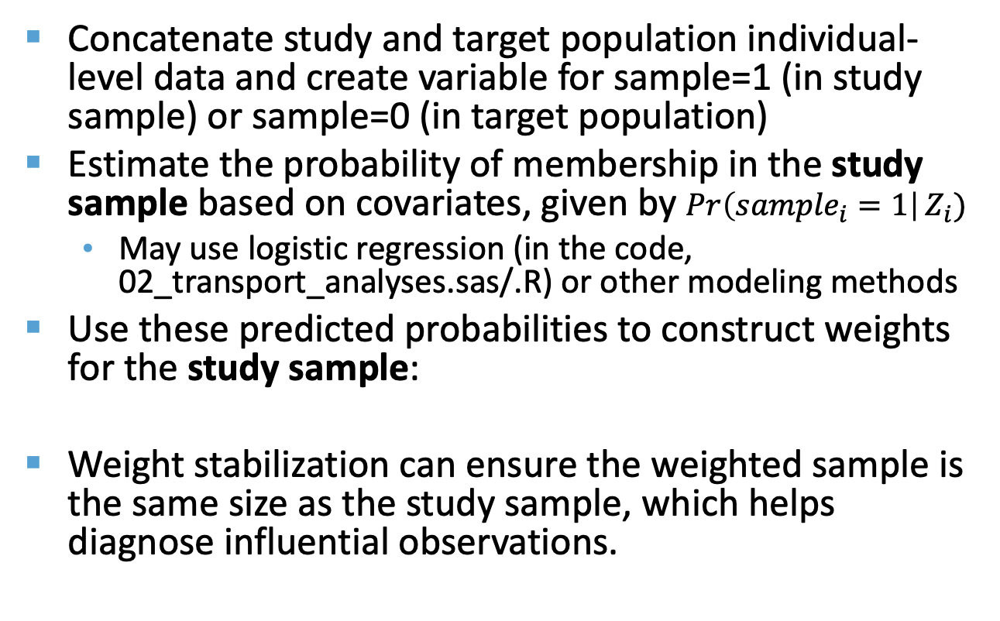 ▪ Concatenate study and target population individual-
level data and create variable for sample=1 (in study
sample) or sample=0 (in target population)
▪ Estimate the probability of membership in the study
sample based on covariates, given by Pr(sampleᵢ = 1| Zᵢ)
• May use logistic regression (in the code,
02_transport_analyses.sas/.R) or other modeling methods
▪ Use these predicted probabilities to construct weights
for the study sample:
▪ Weight stabilization can ensure the weighted sample is
the same size as the study sample, which helps
diagnose influential observations.